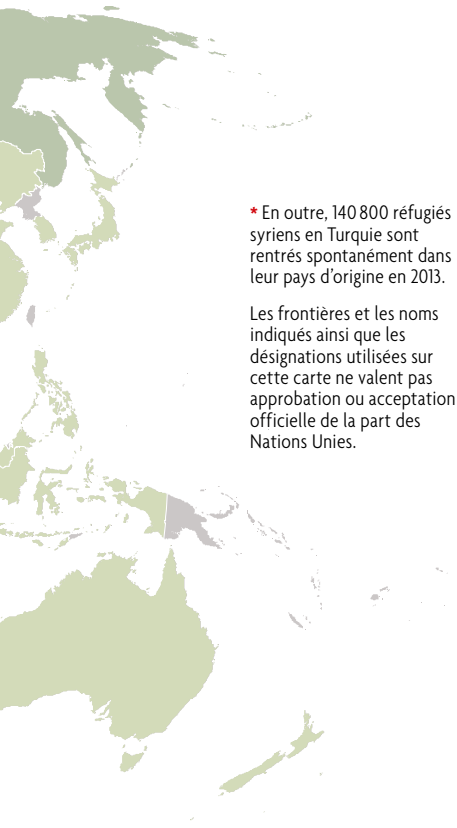 * En outre, 140 800 réfugiés
syriens en Turquie sont
rentrés spontanément dans
leur pays d’origine en 2013.
Les frontières et les noms
indiqués ainsi que les
désignations utilisées sur
cette carte ne valent pas
approbation ou acceptation
officielle de la part des
Nations Unies.